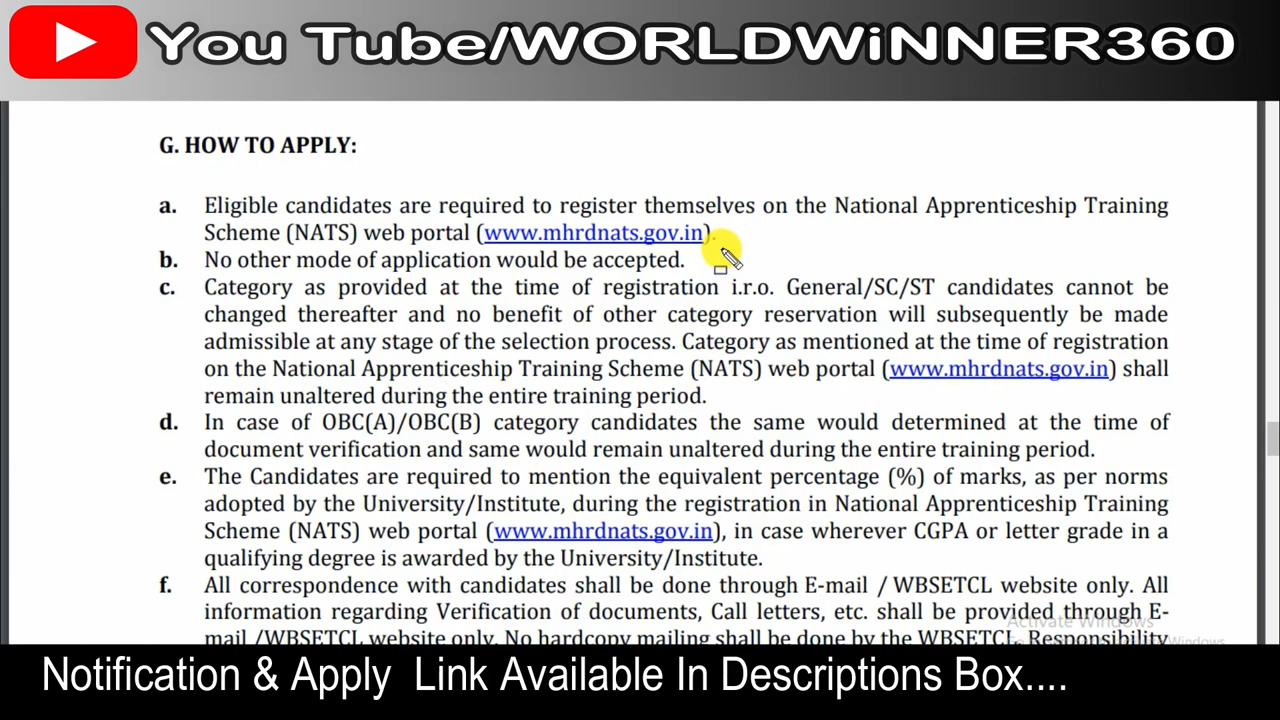 You Tube/WORLDWiNNER360
G. HOW TO APPLY:
a. Eligible candidates are required to register themselves on the National Apprenticeship Training
Scheme (NATS) web portal (www.mhrdnats.gov.in).
b. No other mode of application would be accepted.
c. Category as provided at the time of registration i.r.o. General/SC/ST candidates cannot be
changed thereafter and no benefit of other category reservation will subsequently be made
admissible at any stage of the selection process. Category as mentioned at the time of registration
on the National Apprenticeship Training Scheme (NATS) web portal (www.mhrdnats.gov.in) shall
remain unaltered during the entire training period.
d. In case of OBC(A)/OBC(B) category candidates the same would determined at the time of
document verification and same would remain unaltered during the entire training period.
e. The Candidates are required to mention the equivalent percentage (%) of marks, as per norms
adopted by the University/Institute, during the registration in National Apprenticeship Training
Scheme (NATS) web portal (www.mhrdnats.gov.in), in case wherever CGPA or letter grade in a
qualifying degree is awarded by the University/Institute.
f. All correspondence with candidates shall be done through E-mail / WBSETCL website only. All
information regarding Verification of documents, Call letters, etc. shall be provided through E-
mail /WBSETCL website only. No hardcopy mailing shall be done by the WBSETCL. Responsibility
Activate Windows
Notification & Apply Link Available In Descriptions Box....